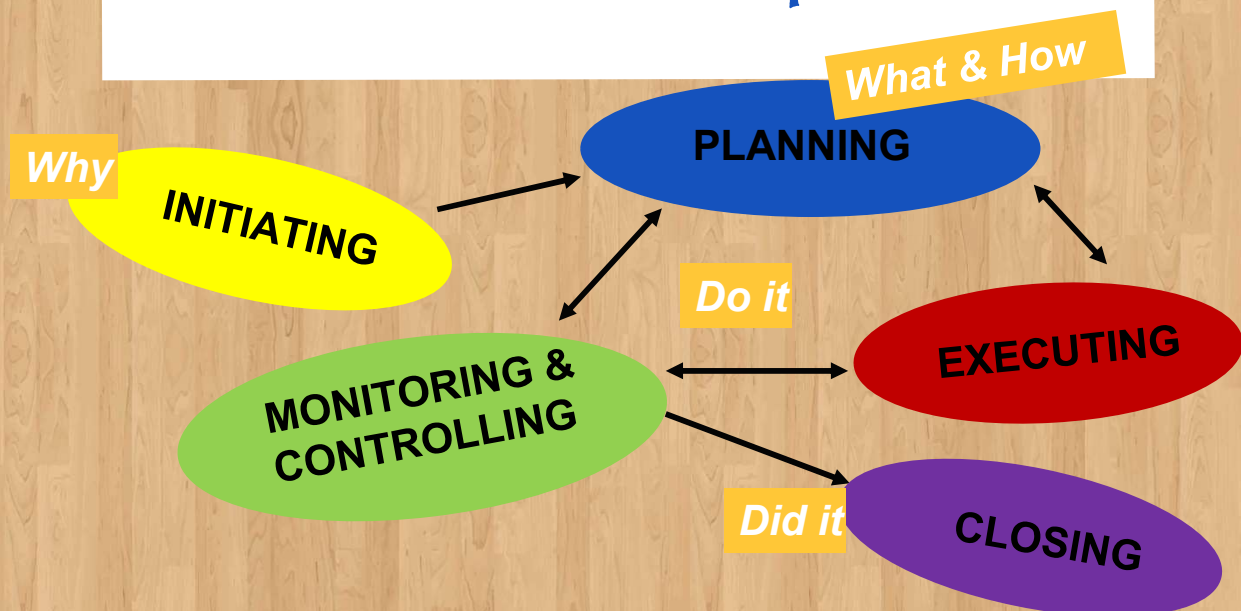 What & How
PLANNING
Why
INITIATING
Do it
EXECUTING
MONITORING &
CONTROLLING
Did it
CLOSING